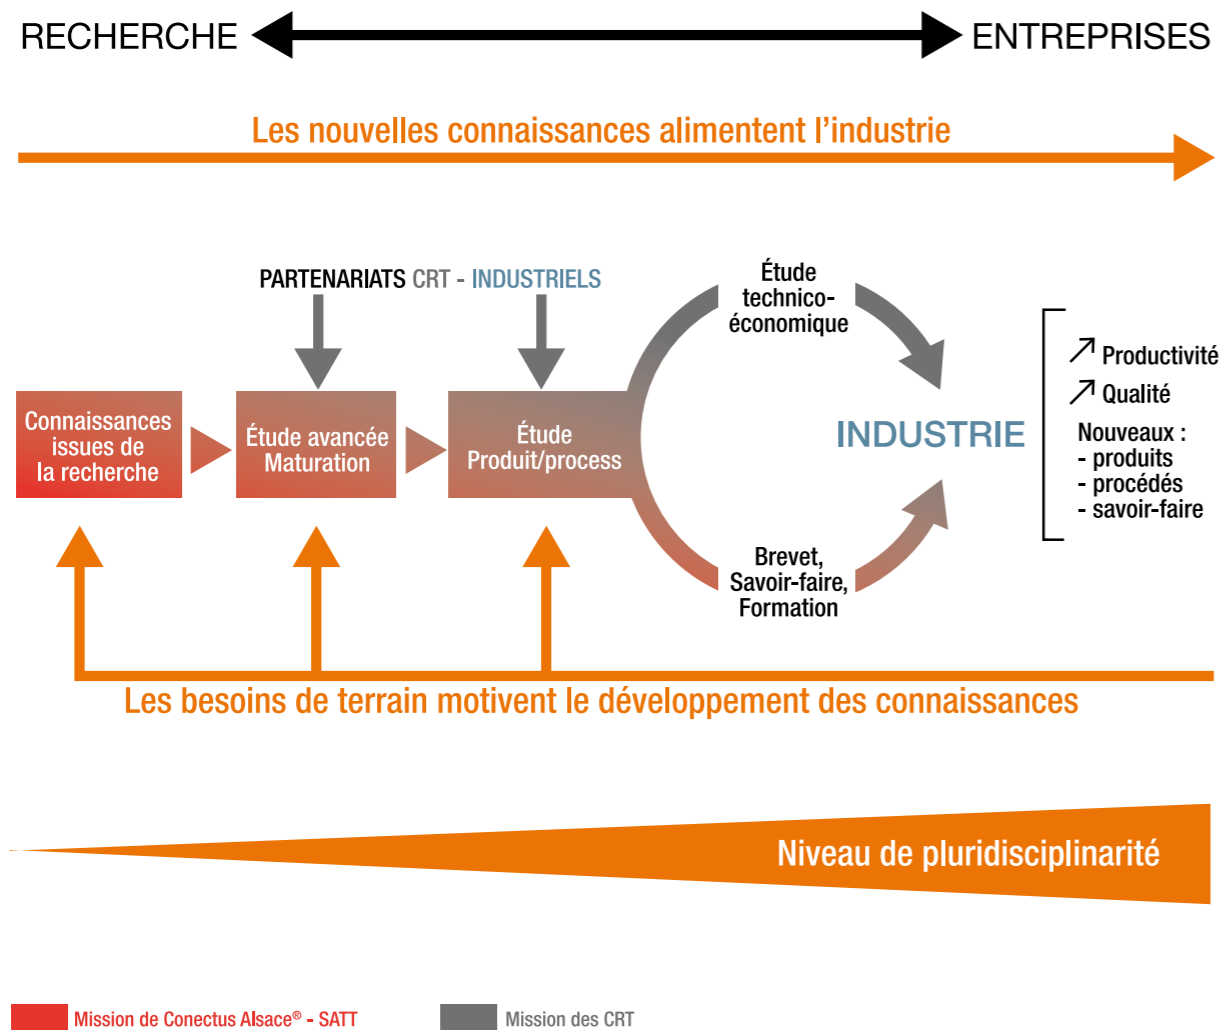 RECHERCHE ENTREPRISES
Les nouvelles connaissances alimentent l'industrie
PARTENARIATS CRT - INDUSTRIELS
Connaissances
issues de
la recherche
Étude avancée
Maturation
Étude
Produit/process
Étude
technico-
économique
Brevet,
Savoir-faire,
Formation
INDUSTRIE
↗ Productivité
↗ Qualité
Nouveaux :
- produits
- procédés
- savoir-faire
Les besoins de terrain motivent le développement des connaissances
Niveau de pluridisciplinarité
Mission de Conectus Alsace® - SATT
Mission des CRT